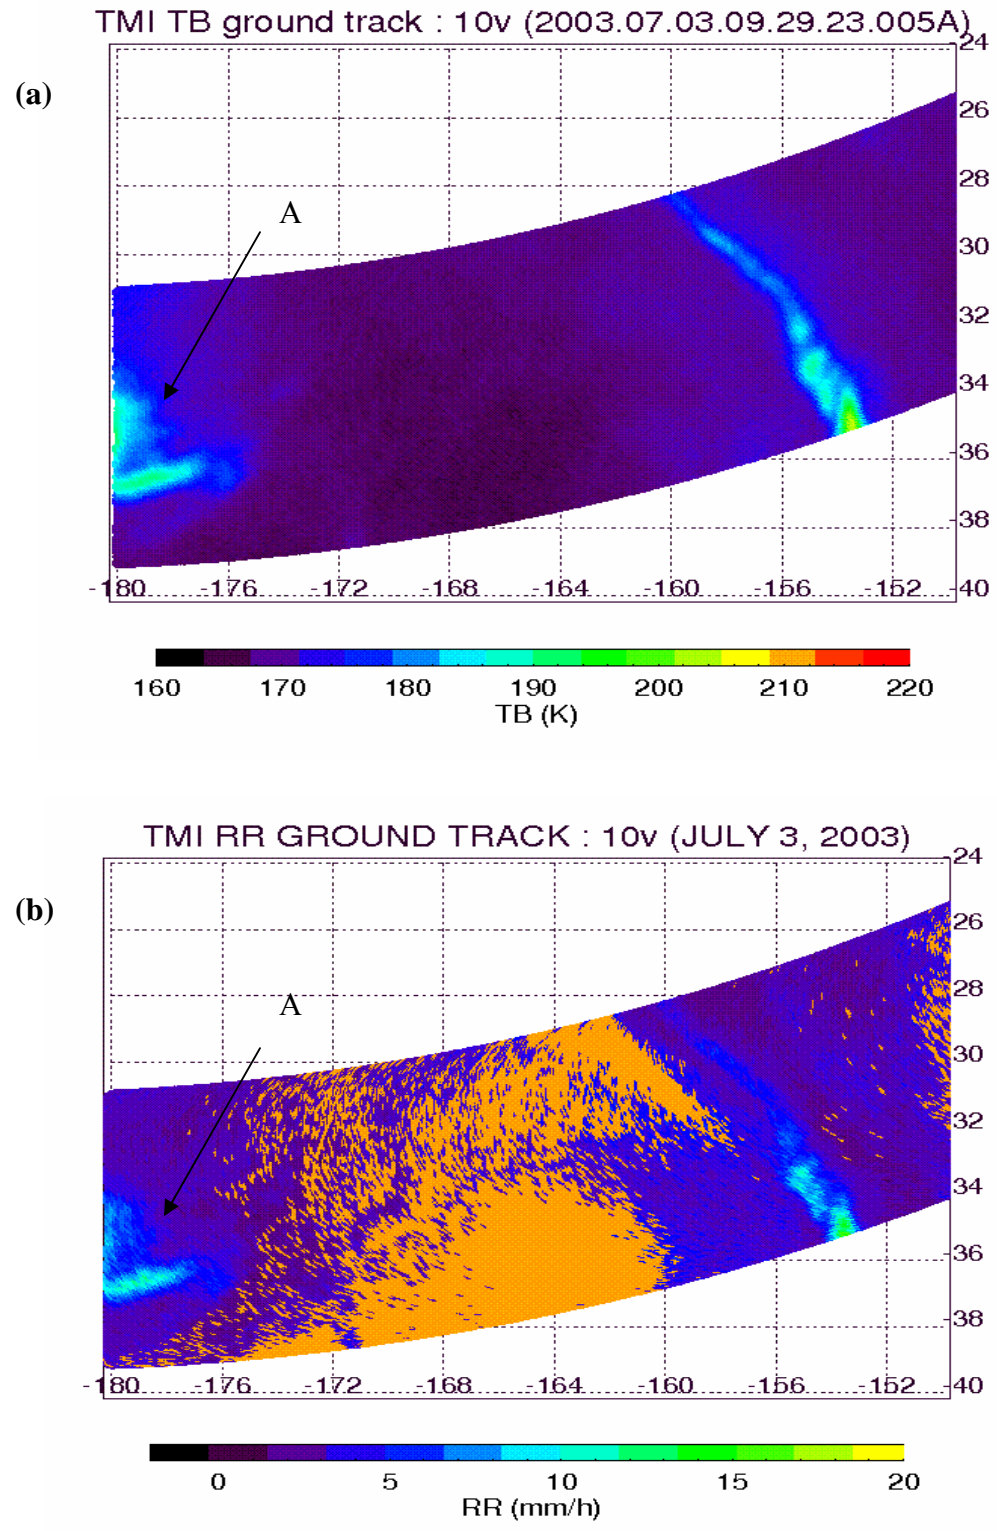 TMI TB ground track : 10v (2003.07.03.09.29.23.005A)
(a)
A
24
26
28
30
32
34
36
38
40
-180 -176 -172 -168 -164 -160 -156 -152
160 170 180 190 200 210 220
TB (K)
TMI RR GROUND TRACK : 10v (JULY 3, 2003)
(b)
A
24
26
28
30
32
34
36
38
40
-180 -176 -172 -168 -164 -160 -156 -152
0 5 10 15 20
RR (mm/h)